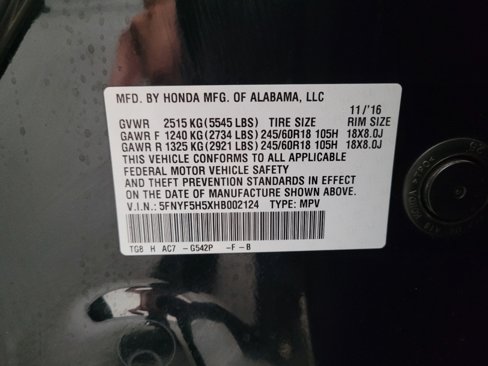 MFD. BY HONDA MFG. OF ALABAMA, LLC
11/'16
GVWR 2515 KG(5545 LBS) TIRE SIZE RIM SIZE
GAWR F 1240 KG(2734 LBS)245/60R18 105H 18X8.0J
GAWR R 1325 KG(2921 LBS)245/60R18 105H 18X8.0J
THIS VEHICLE CONFORMS TO ALL APPLICABLE
FEDERAL MOTOR VEHICLE SAFETY
AND THEFT PREVENTION STANDARDS IN EFFECT
ON THE DATE OF MANUFACTURE SHOWN ABOVE.
V.I.N.: 5FNYF5H5XHB002124 TYPE: MPV
TG8 H AC7 - G542P -F - B